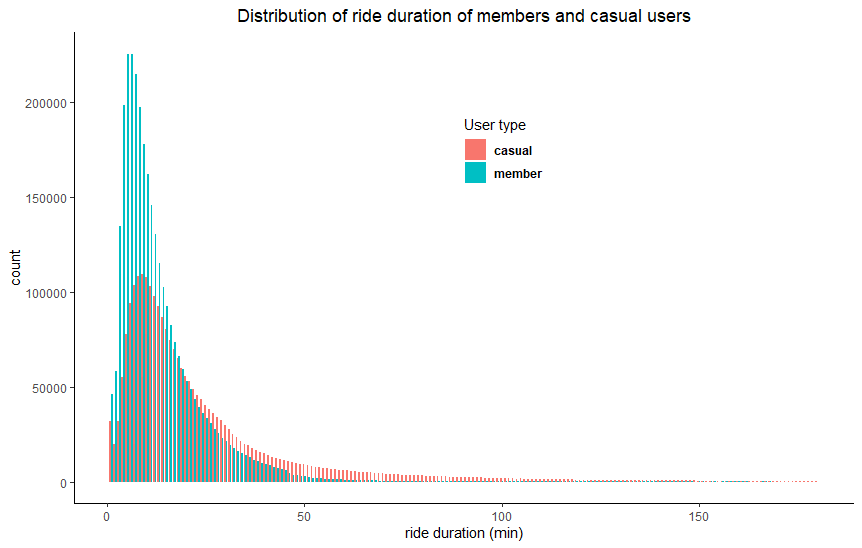 Distribution of ride duration of members and casual users
200000
150000
100000
50000
0
count
User type
casual
member
0 50 100 150
ride duration (min)